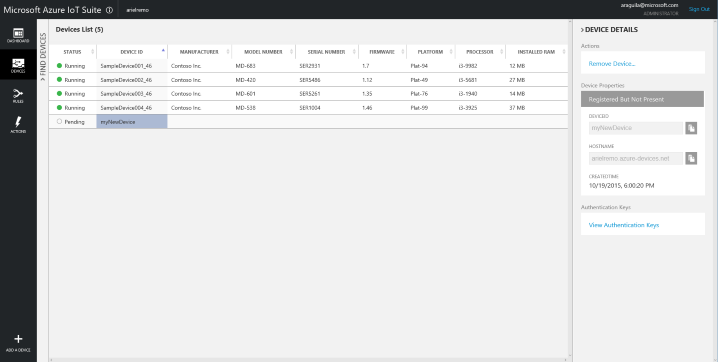 Microsoft Azure IoT Suite
arielremo
araguila@microsoft.com
ADMINISTRATOR
Sign Out
DASHBOARD
DEVICES
RULES
ACTIONS
ADD A DEVICE
> FIND DEVICES
Devices List (5)
STATUS DEVICE ID MANUFACTURER MODEL NUMBER SERIAL NUMBER FIRMWARE PLATFORM PROCESSOR INSTALLED RAM
Running SampleDevice001_46 Contoso Inc. MD-683 SER2931 1.7 Plat-94 i3-9982 12 MB
Running SampleDevice002_46 Contoso Inc. MD-420 SER5486 1.12 Plat-49 i5-5681 27 MB
Running SampleDevice003_46 Contoso Inc. MD-601 SER5261 1.35 Plat-76 i3-1940 14 MB
Running SampleDevice004_46 Contoso Inc. MD-538 SER1004 1.46 Plat-99 i3-3925 37 MB
Pending myNewDevice
> DEVICE DETAILS
Actions
Remove Device...
Device Properties
Registered But Not Present
DEVICEID
myNewDevice
HOSTNAME
arielremo.azure-devices.net
CREATEDTIME
10/19/2015, 6:00:20 PM
Authentication Keys
View Authentication Keys